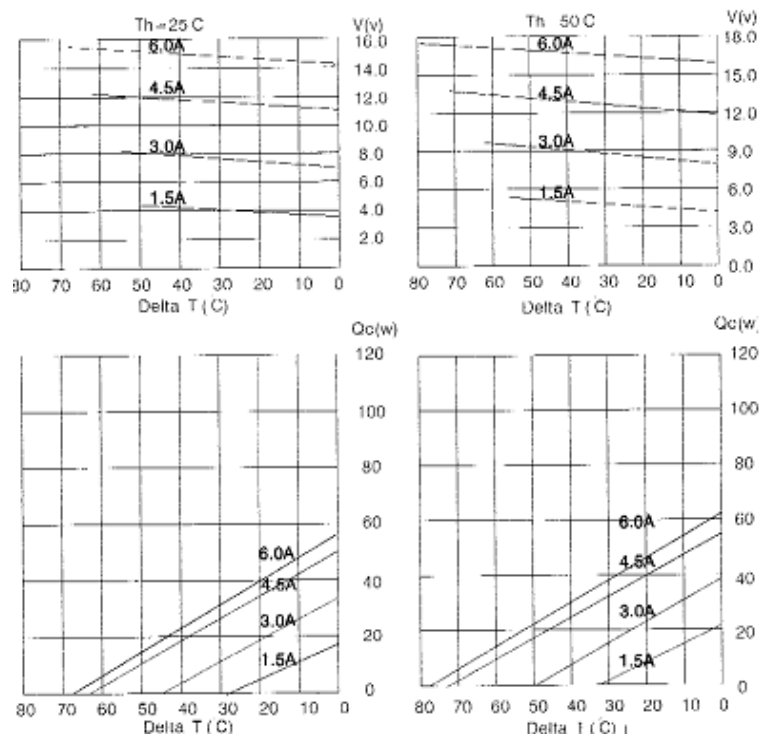 Th = 25 C
V(v)
16.0
14.0
12.0
10.0
8.0
6.0
4.0
2.0
6.0A
4.5A
3.0A
1.5A
80 70 60 50 40 30 20 10 0
Delta T ( C)
Th 50 C
V(v)
18.0
15.0
12.0
9.0
6.0
3.0
0.0
6.0A
4.5A
3.0A
1.5A
80 70 60 50 40 30 20 10 0
Delta T (C)
Qc(w)
120
100
80
60
40
20
0
6.0A
4.5A
3.0A
1.5A
80 70 60 50 40 30 20 10 0
Delta T ( C)
Qc(w)
120
100
80
60
40
20
0
6.0A
4.5A
3.0A
1.5A
80 70 60 50 40 30 20 10 0
Delta T (C)